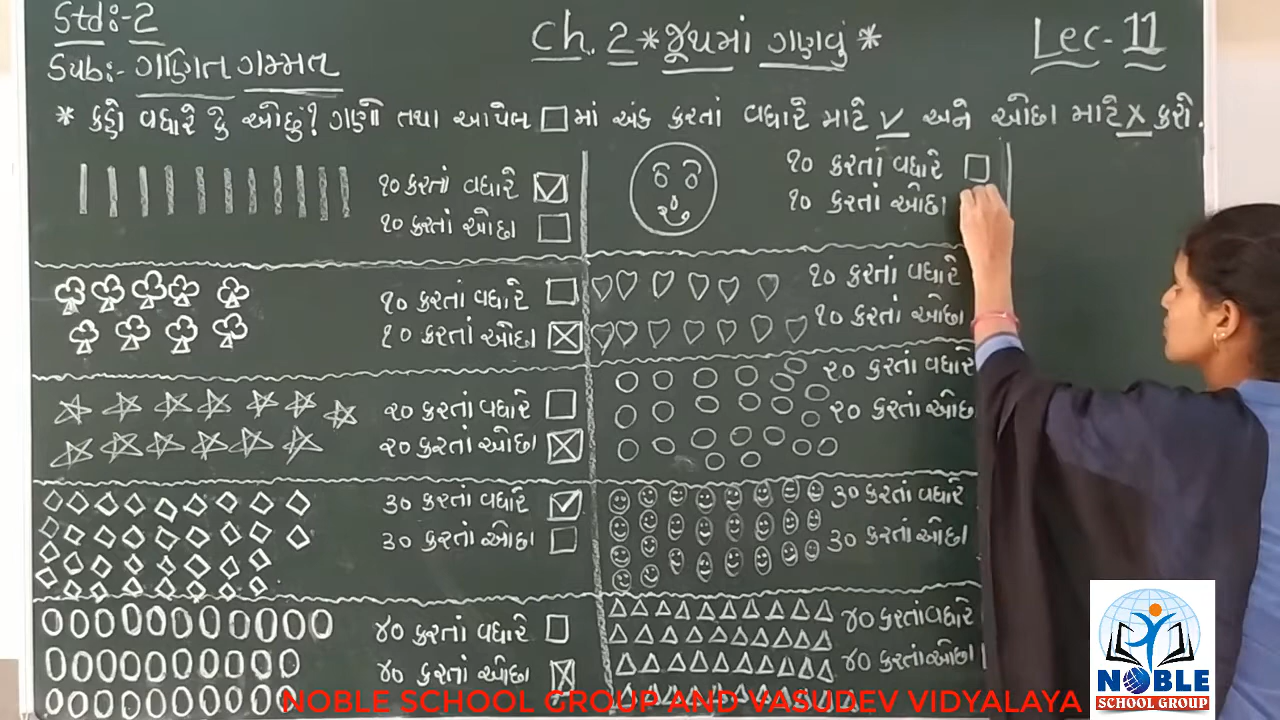 Std:- 2
Ch. 2 * જૂથમાં ગણવું *
Lec- 11
Sub:- ગણિત ગમ્મત
* કહો વધારે કે ઓછું? ગણો તથા આપેલ □ માં અંક કરતાં વધારે માટે ✓ અને ઓછા માટે X કરો.
૧૦ કરતાં વધારે ☑
૧૦ કરતાં ઓછા □
૧૦ કરતાં વધારે □
૧૦ કરતાં ઓછા ☒
૨૦ કરતાં વધારે □
૨૦ કરતાં ઓછા ☒
૩૦ કરતાં વધારે ☑
૩૦ કરતાં ઓછા □
૪૦ કરતાં વધારે □
૪૦ કરતાં ઓછા ☒
૧૦ કરતાં વધારે □
૧૦ કરતાં ઓછા
૧૦ કરતાં વધારે
૧૦ કરતાં ઓછા
૨૦ કરતાં વધારે
૨૦ કરતાં ઓછા
૩૦ કરતાં વધારે
૩૦ કરતાં ઓછા
૪૦ કરતાં વધારે
૪૦ કરતાં ઓછા
NOBLE
SCHOOL GROUP
NOBLE SCHOOL GROUP AND VASUDEV VIDYALAYA